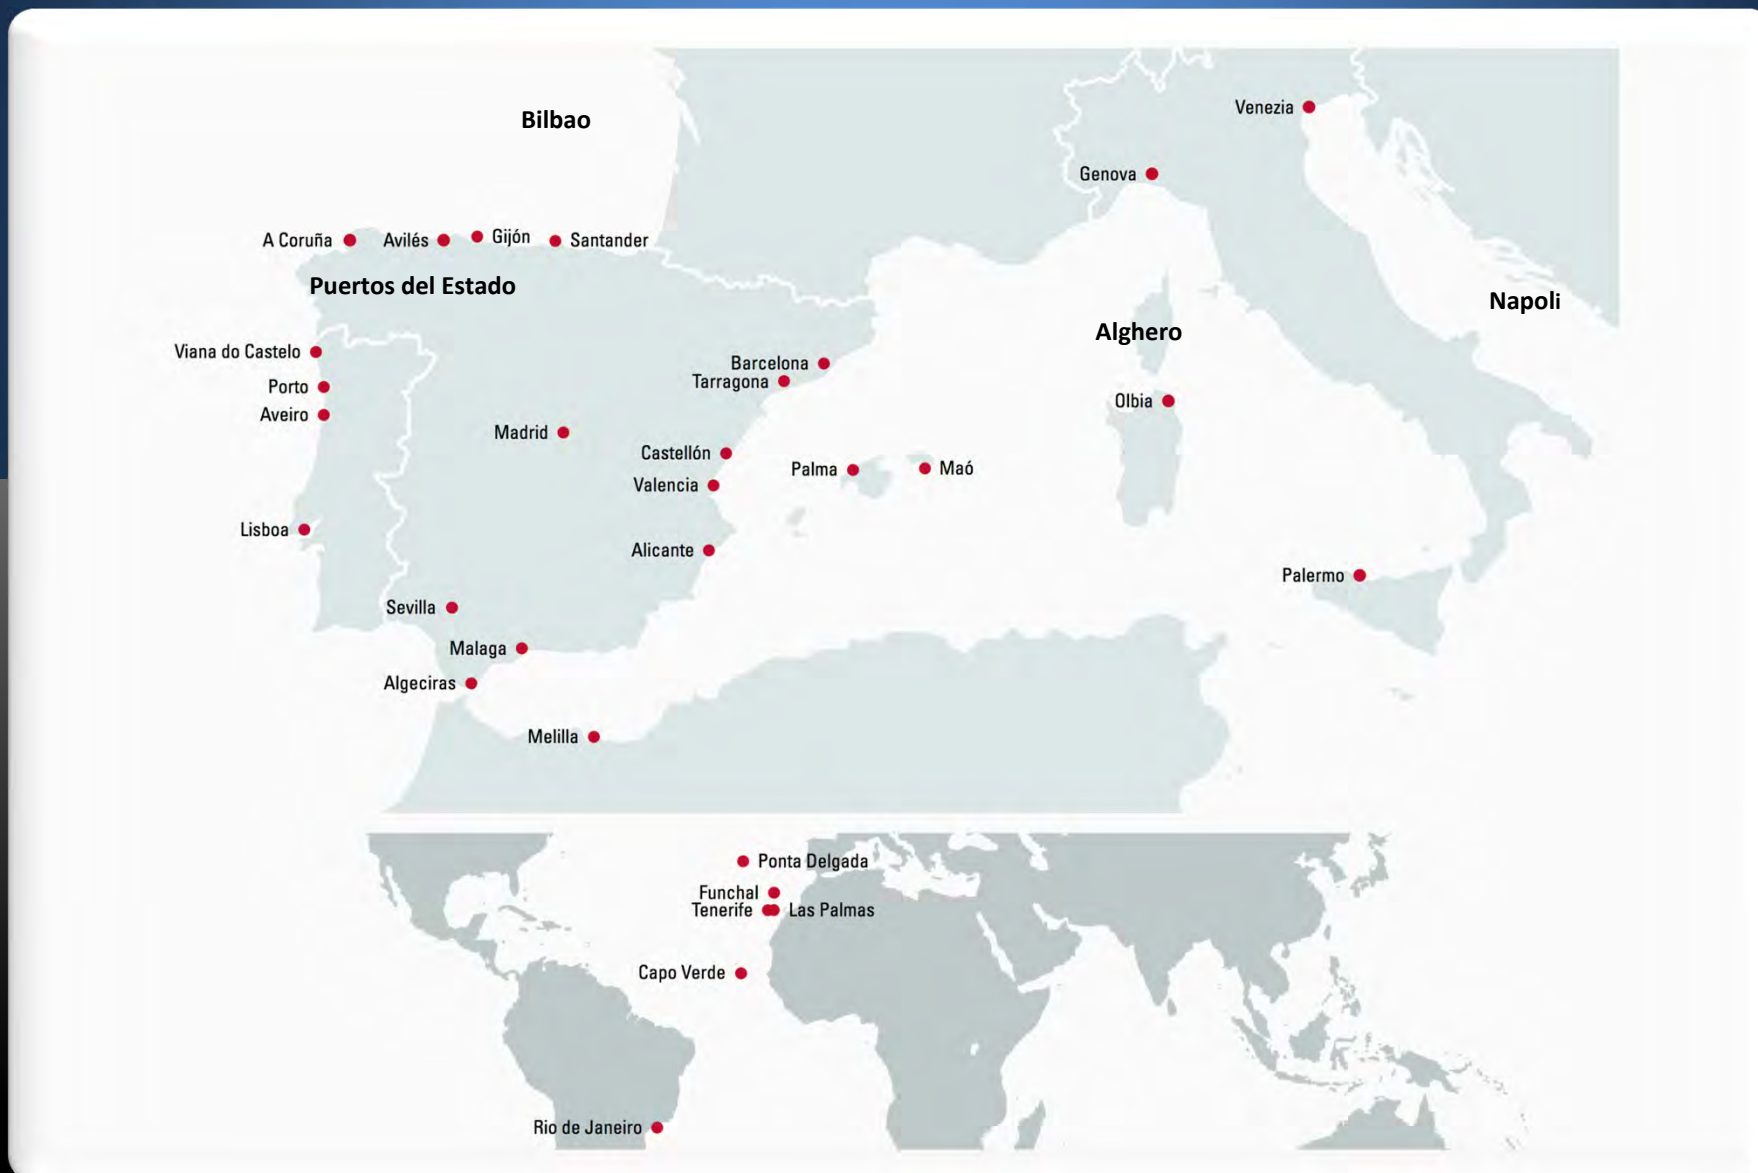 Bilbao
Venezia
Genova
A Coruña
Avilés
Gijón
Santander
Puertos del Estado
Napoli
Alghero
Viana do Castelo
Barcelona
Tarragona
Porto
Olbia
Aveiro
Madrid
Castellón
Palma
Maó
Valencia
Lisboa
Alicante
Palermo
Sevilla
Malaga
Algeciras
Melilla
Ponta Delgada
Funchal
Tenerife
Las Palmas
Capo Verde
Rio de Janeiro